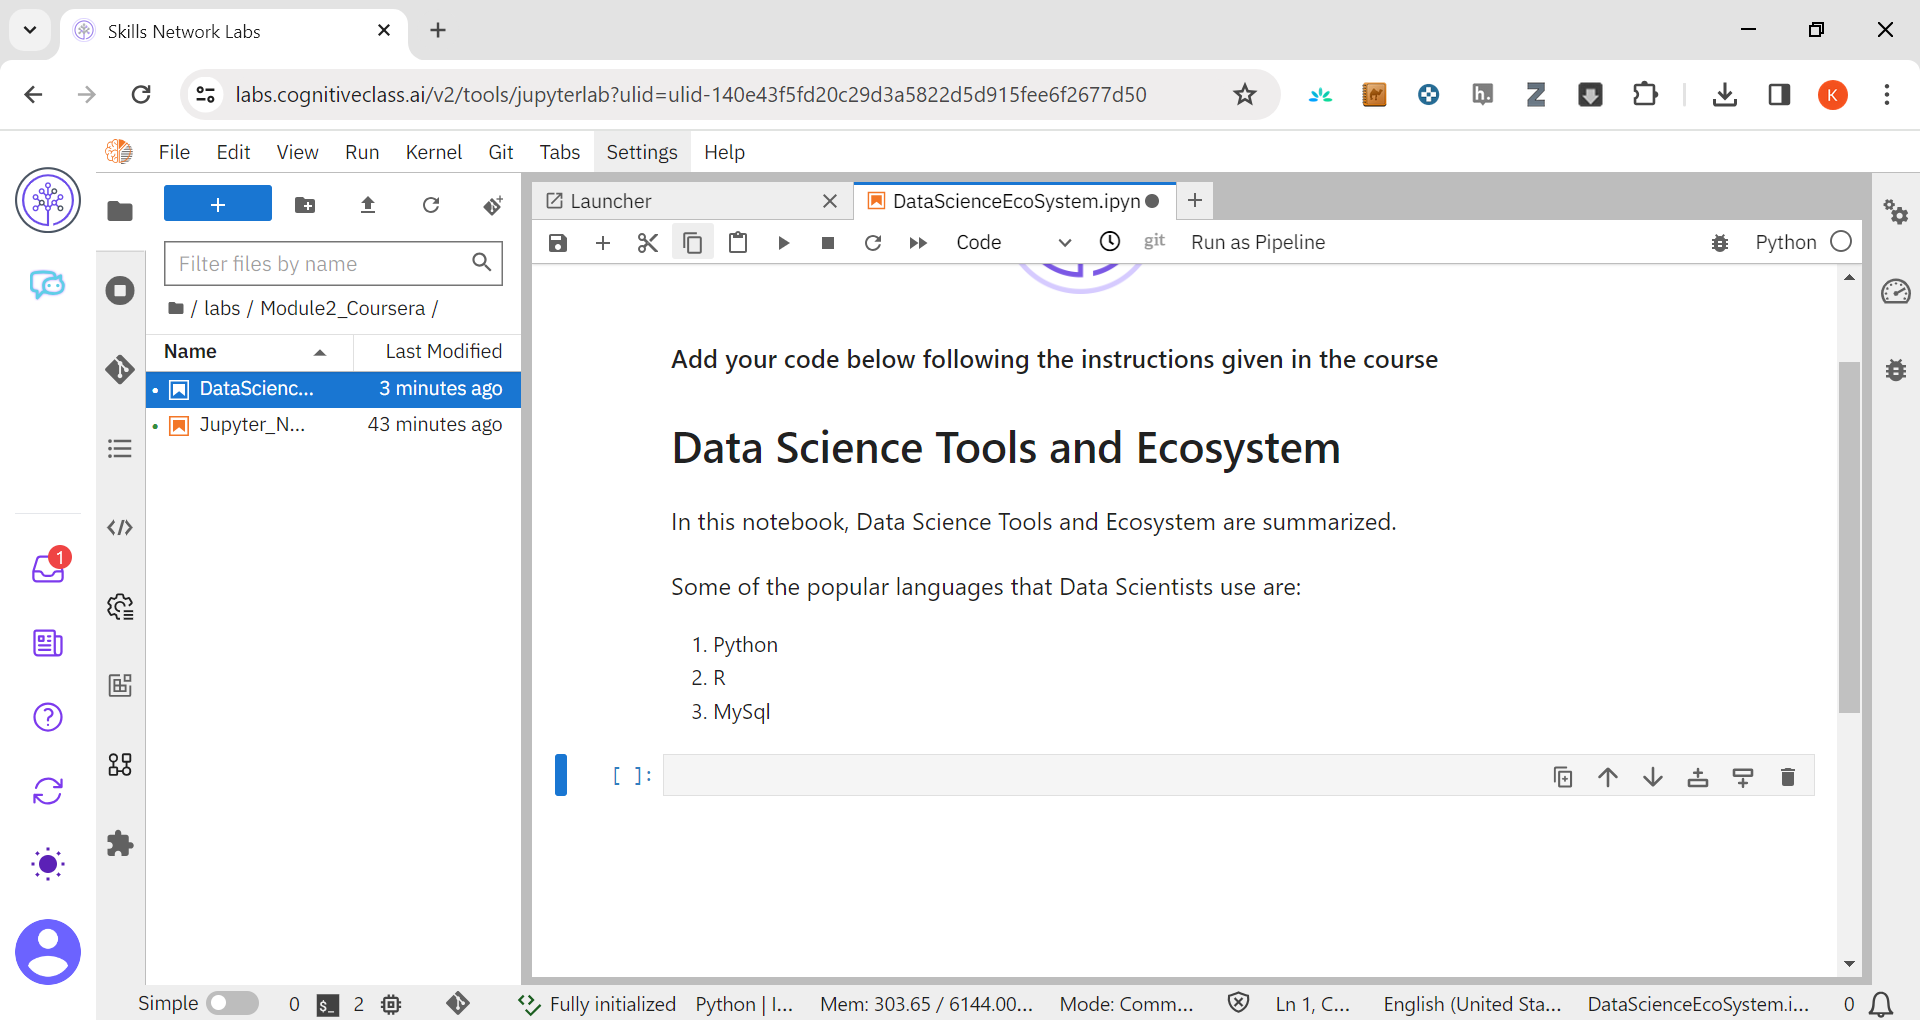 Skills Network Labs
labs.cognitiveclass.ai/v2/tools/jupyterlab?ulid=ulid-140e43f5fd20c29d3a5822d5d915fee6f2677d50
h.
Z
K
File Edit View Run Kernel Git Tabs Settings Help
Launcher
DataScienceEcoSystem.ipyn
Code
git
Run as Pipeline
Python
Filter files by name
/ labs / Module2_Coursera /
Name Last Modified
DataScienc... 3 minutes ago
Jupyter_N... 43 minutes ago
1
Add your code below following the instructions given in the course
Data Science Tools and Ecosystem
In this notebook, Data Science Tools and Ecosystem are summarized.
Some of the popular languages that Data Scientists use are:
1. Python
2. R
3. MySql
[ ]:
Simple 0 $_ 2 Fully initialized Python | I... Mem: 303.65 / 6144.00... Mode: Comm... Ln 1, C... English (United Sta... DataScienceEcoSystem.i... 0